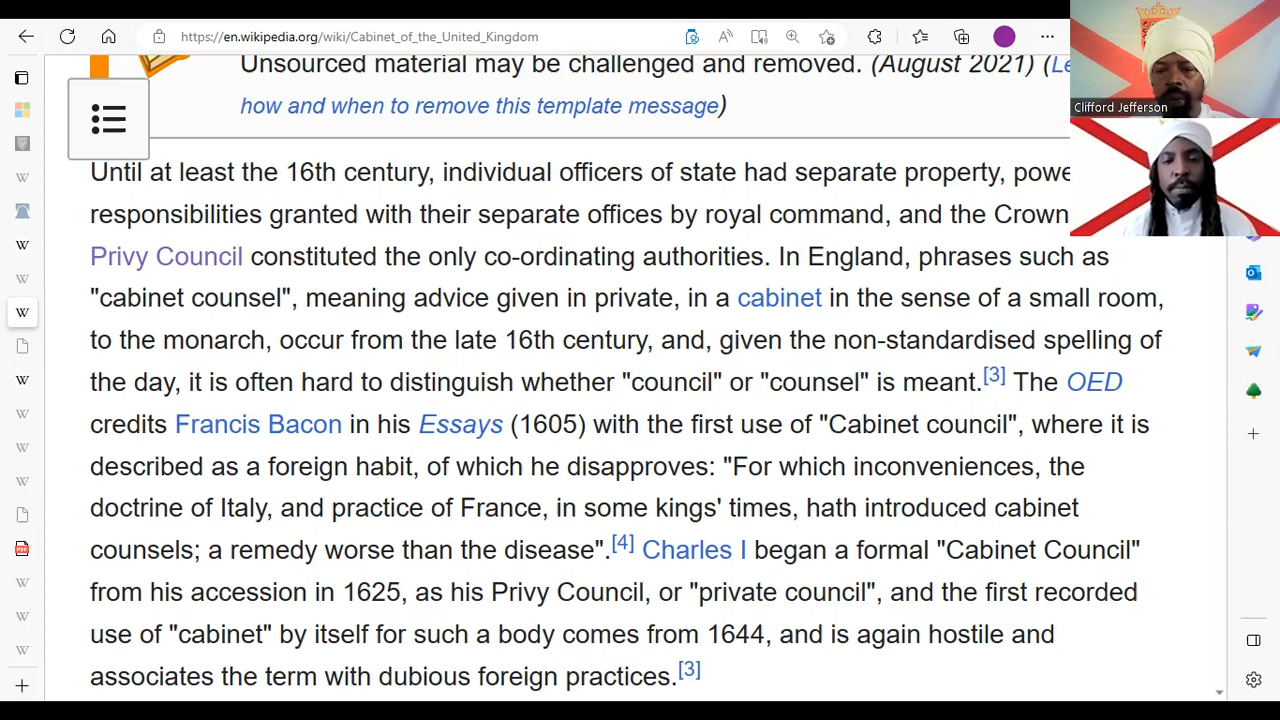 https://en.wikipedia.org/wiki/Cabinet_of_the_United_Kingdom
Clifford Jefferson
Unsourced material may be challenged and removed. (August 2021) (Le
how and when to remove this template message)
Until at least the 16th century, individual officers of state had separate property, powe
responsibilities granted with their separate offices by royal command, and the Crown
Privy Council constituted the only co-ordinating authorities. In England, phrases such as
"cabinet counsel", meaning advice given in private, in a cabinet in the sense of a small room,
to the monarch, occur from the late 16th century, and, given the non-standardised spelling of
the day, it is often hard to distinguish whether "council" or "counsel" is meant.[3] The OED
credits Francis Bacon in his Essays (1605) with the first use of "Cabinet council", where it is
described as a foreign habit, of which he disapproves: "For which inconveniences, the
doctrine of Italy, and practice of France, in some kings' times, hath introduced cabinet
counsels; a remedy worse than the disease".[4] Charles I began a formal "Cabinet Council"
from his accession in 1625, as his Privy Council, or "private council", and the first recorded
use of "cabinet" by itself for such a body comes from 1644, and is again hostile and
associates the term with dubious foreign practices.[3]